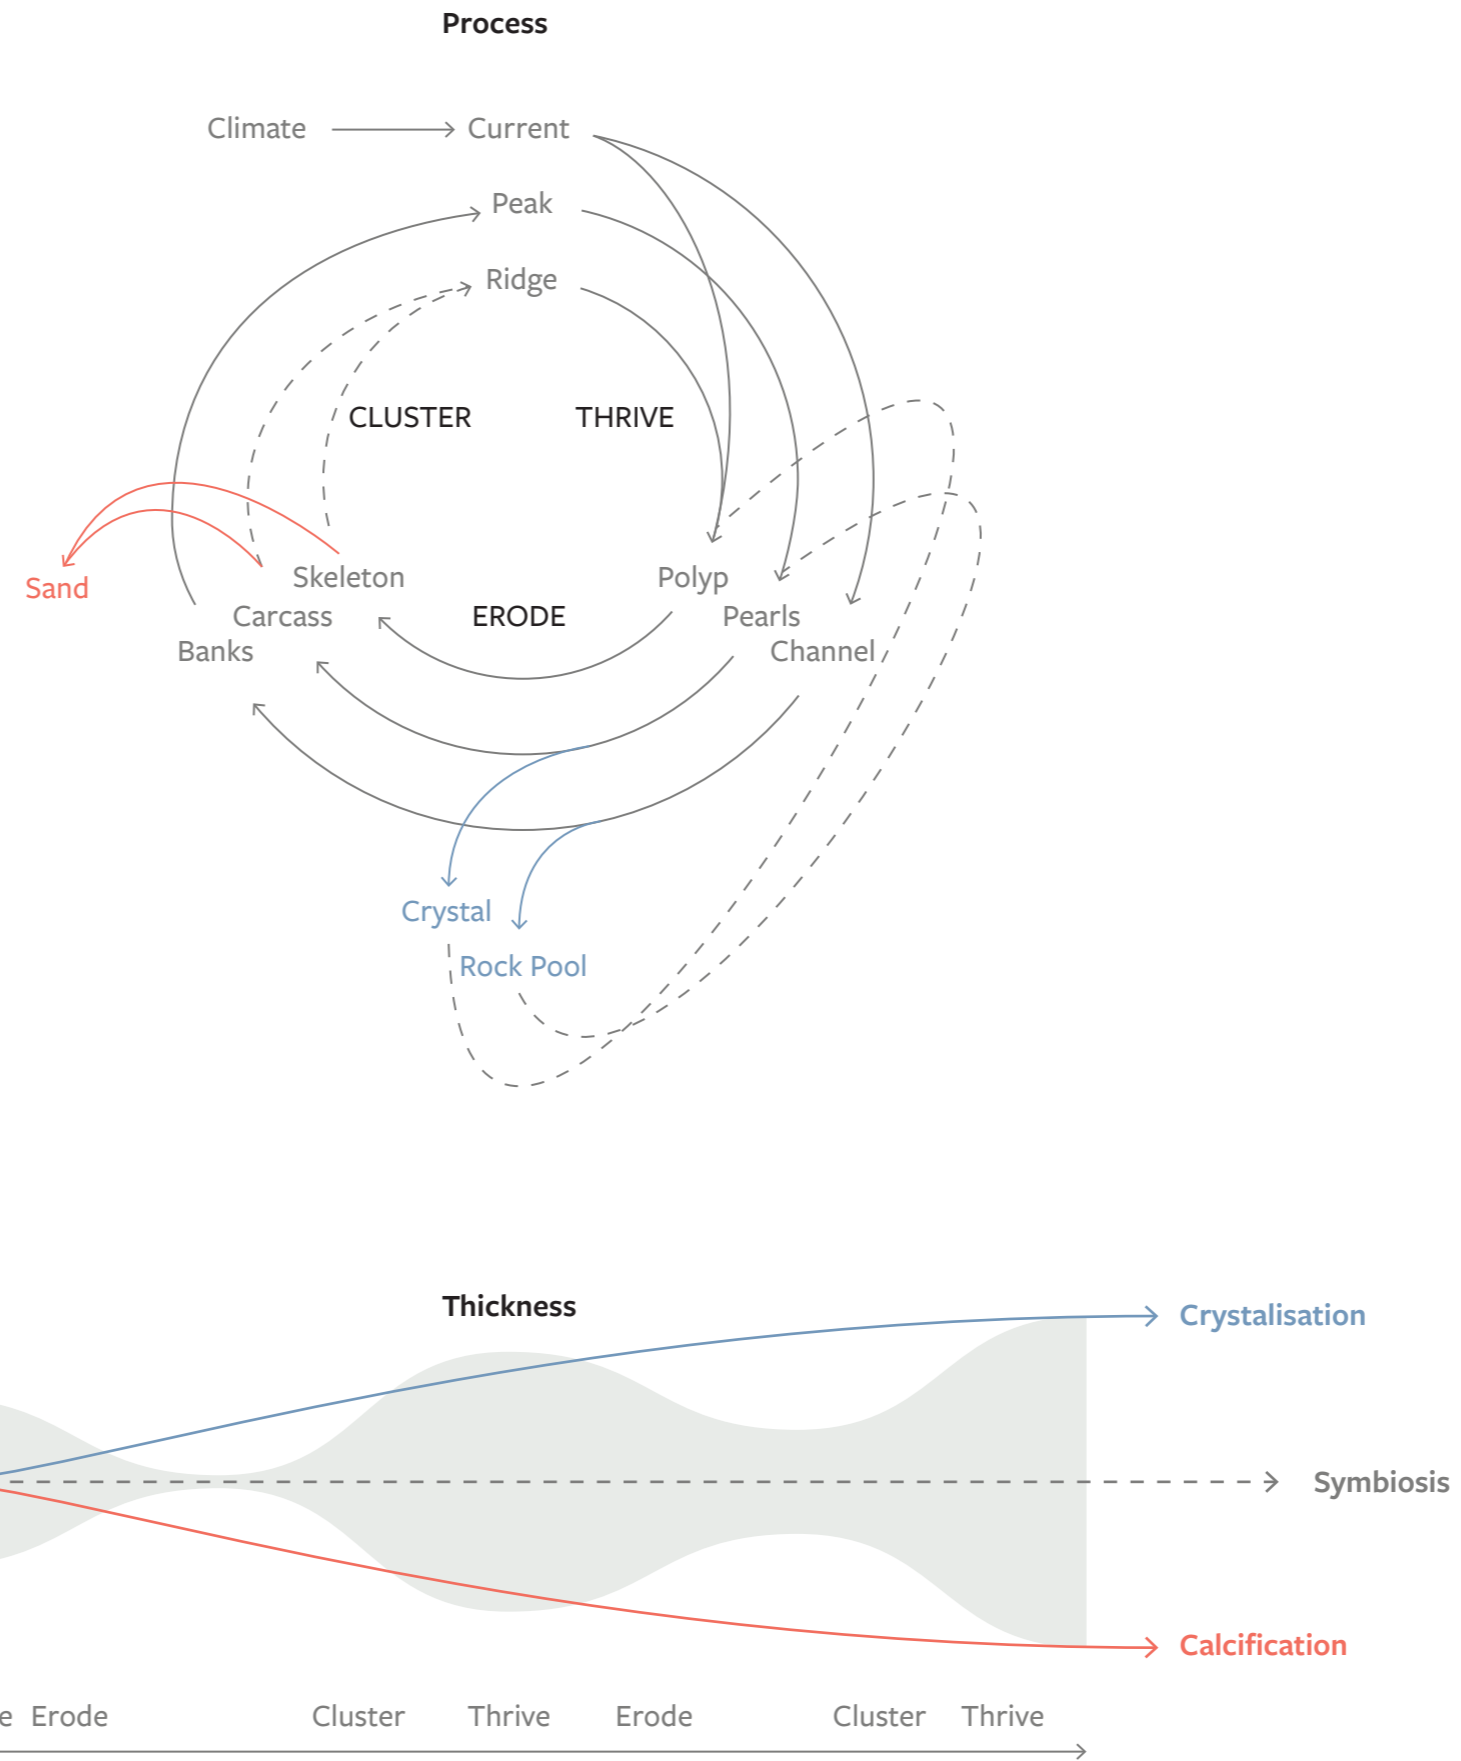 Process
Climate
Current
Peak
Ridge
CLUSTER
THRIVE
Sand
Skeleton
Polyp
Carcass
ERODE
Pearls
Banks
Channel
Crystal
Rock Pool
Thickness
Crystalisation
Symbiosis
Calcification
e Erode Cluster Thrive Erode Cluster Thrive